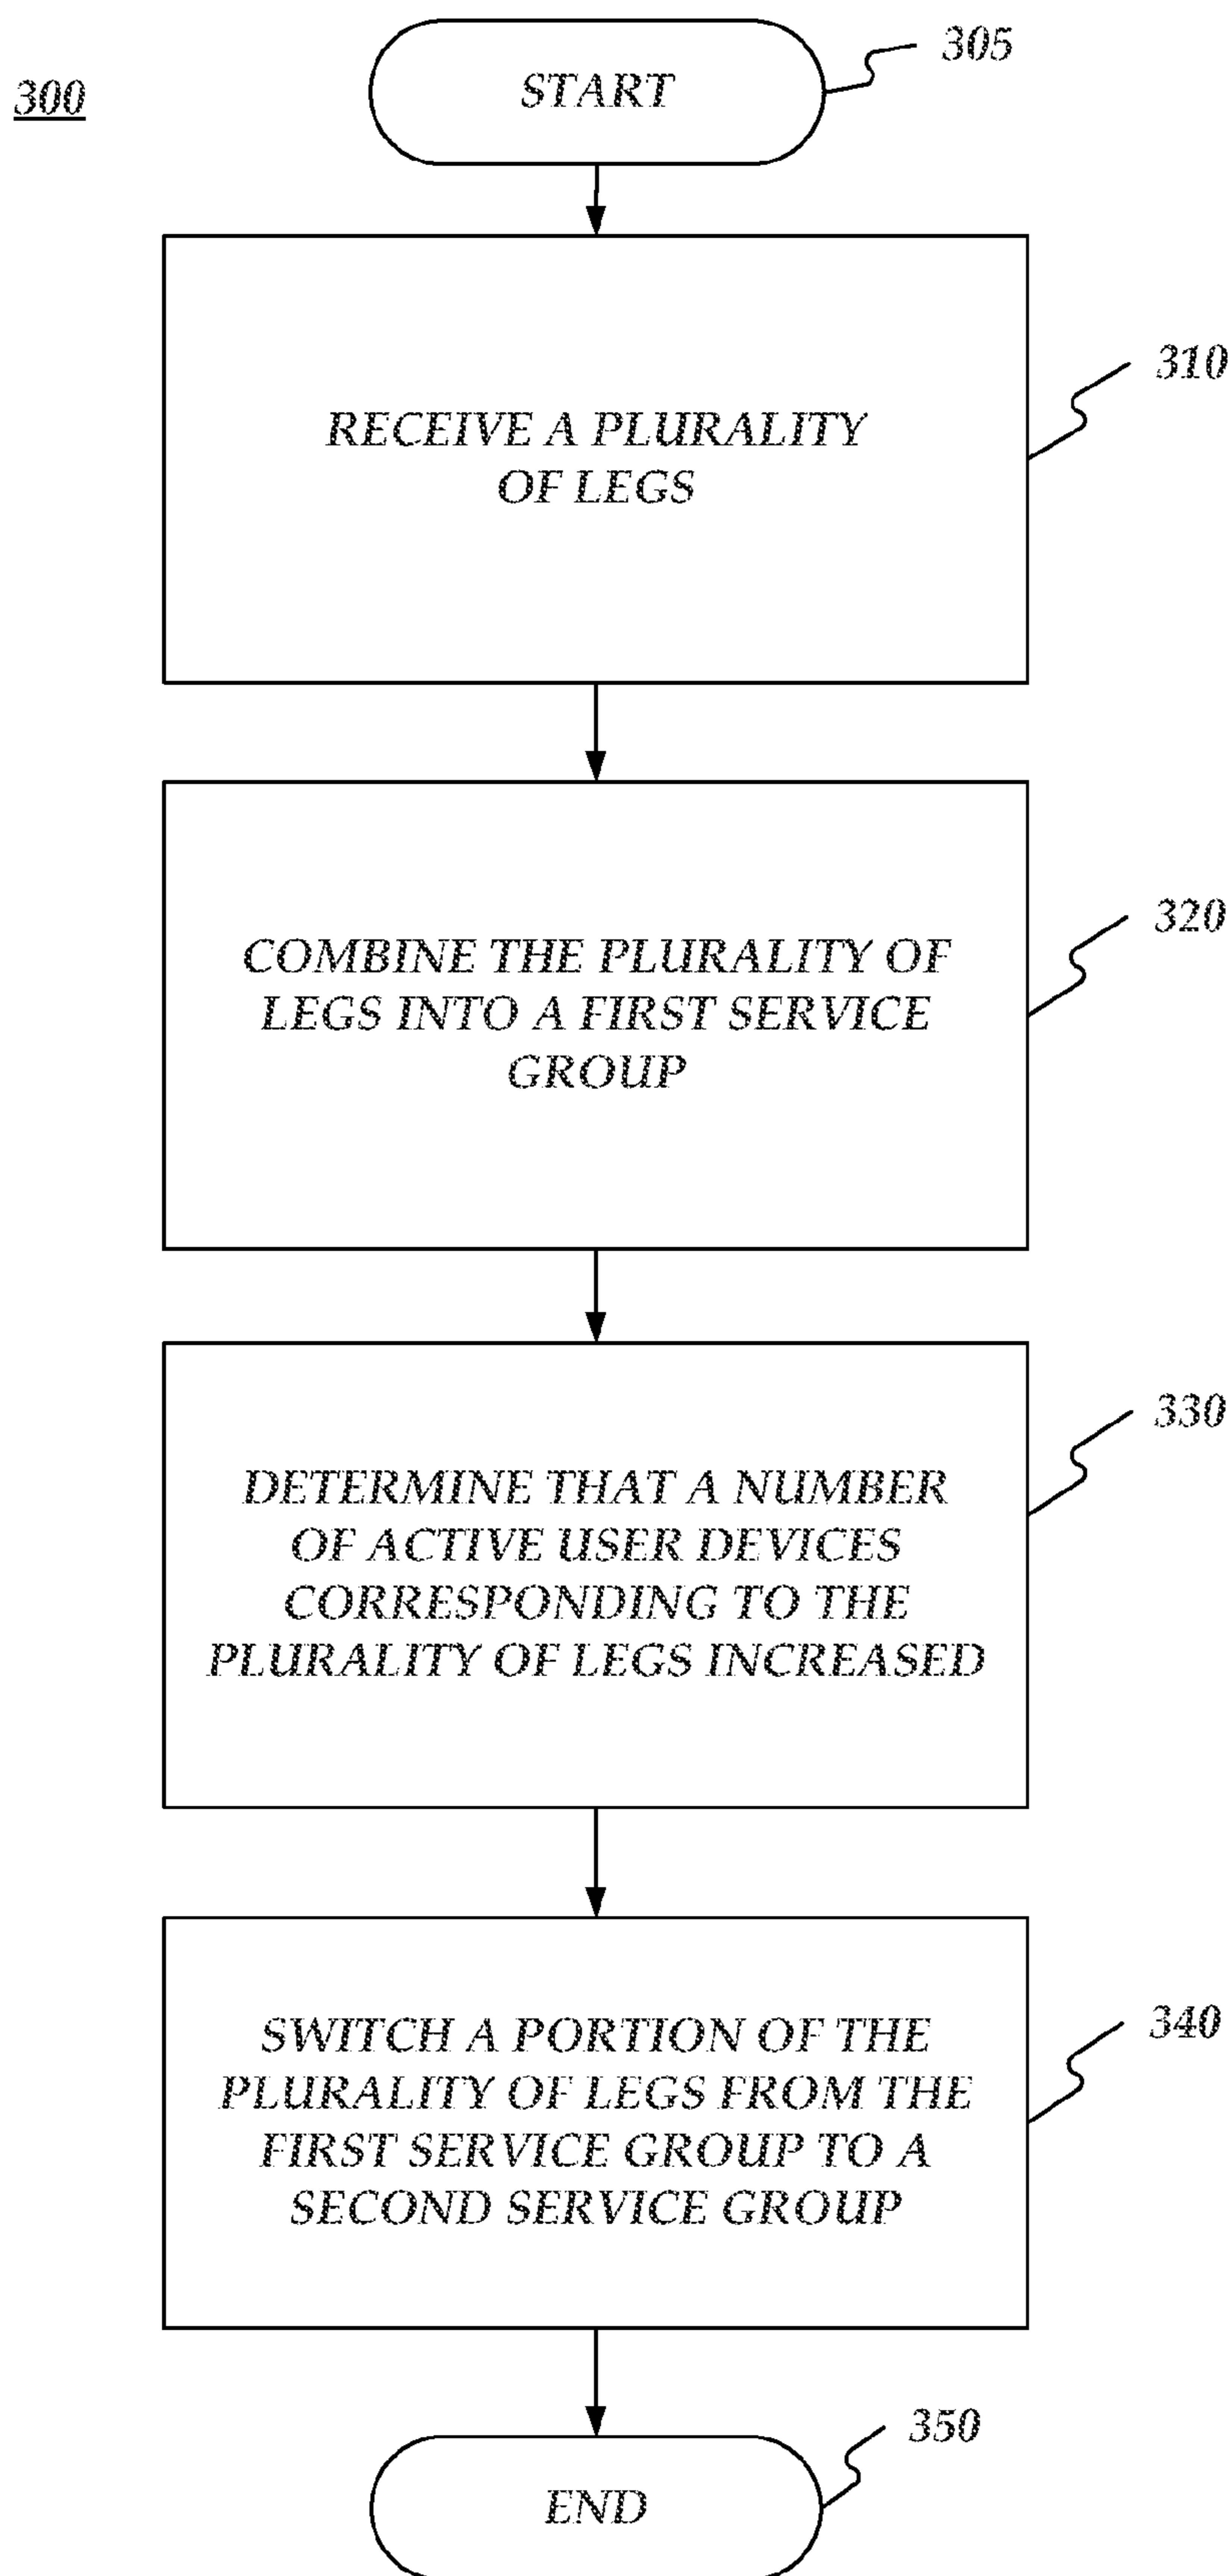 305
START
300
310
RECEIVE A PLURALITY
OF LEGS
320
COMBINE THE PLURALITY OF
LEGS INTO A FIRST SERVICE
GROUP
330
DETERMINE THAT A NUMBER
OF ACTIVE USER DEVICES
CORRESPONDING TO THE
PLURALITY OF LEGS INCREASED
340
SWITCH A PORTION OF THE
PLURALITY OF LEGS FROM THE
FIRST SERVICE GROUP TO A
SECOND SERVICE GROUP
350
END